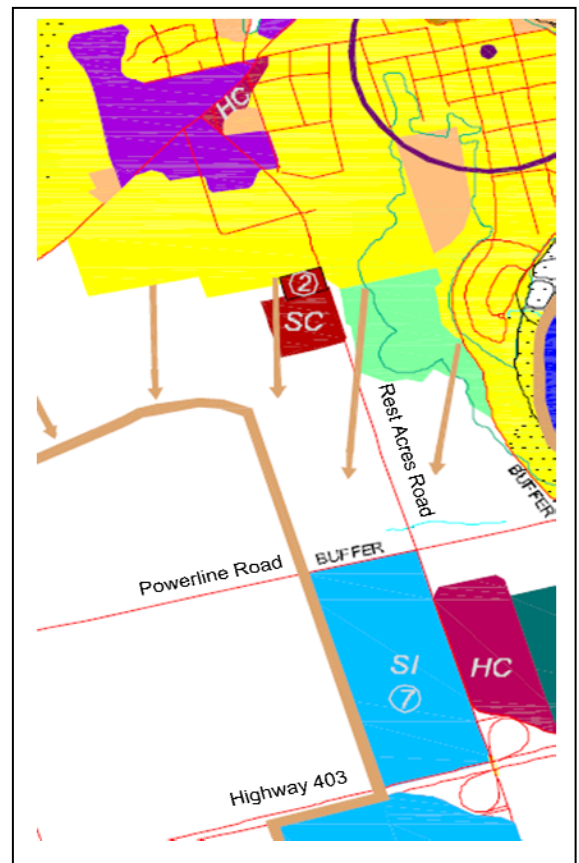 HC
②
SC
Rest Acres Road
BUFFER
BUFFER
Powerline Road
SI
⑦
HC
Highway 403